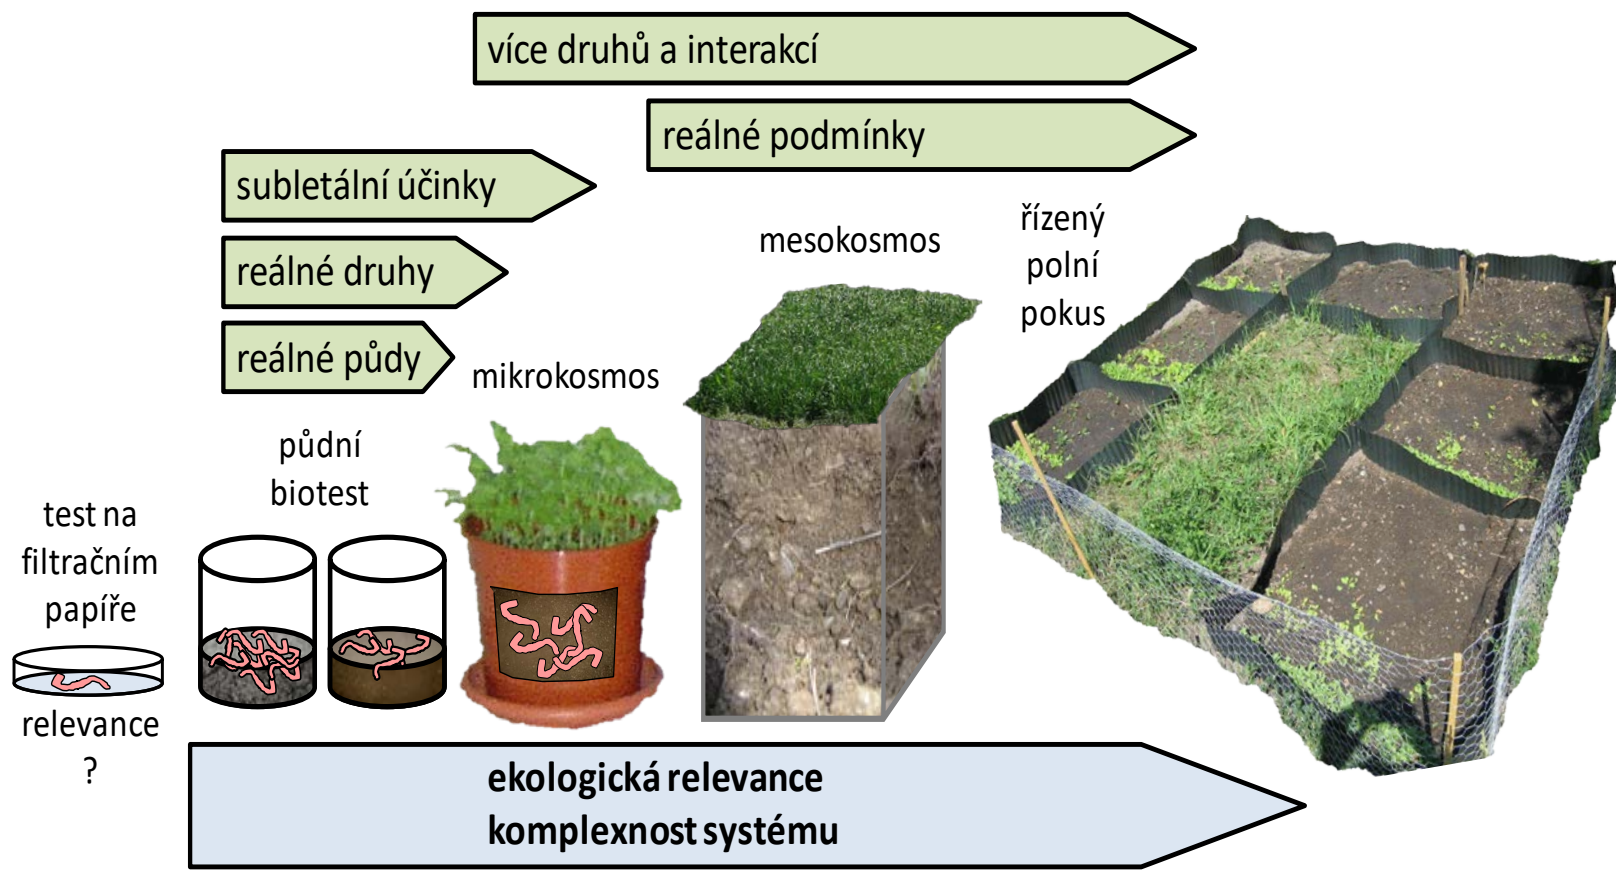 více druhů a interakcí
reálné podmínky
subletální účinky
reálné druhy
reálné půdy
mikrokosmos
mesokosmos
řízený
polní
pokus
půdní
biotest
test na
filtračním
papíře
relevance
?
ekologická relevance
komplexnost systému